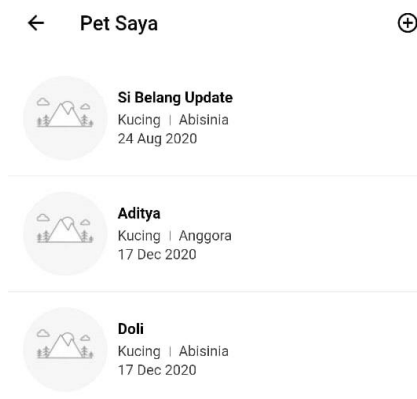 Pet Saya
Si Belang Update
Kucing | Abisinia
24 Aug 2020
Aditya
Kucing | Anggora
17 Dec 2020
Doli
Kucing | Abisinia
17 Dec 2020